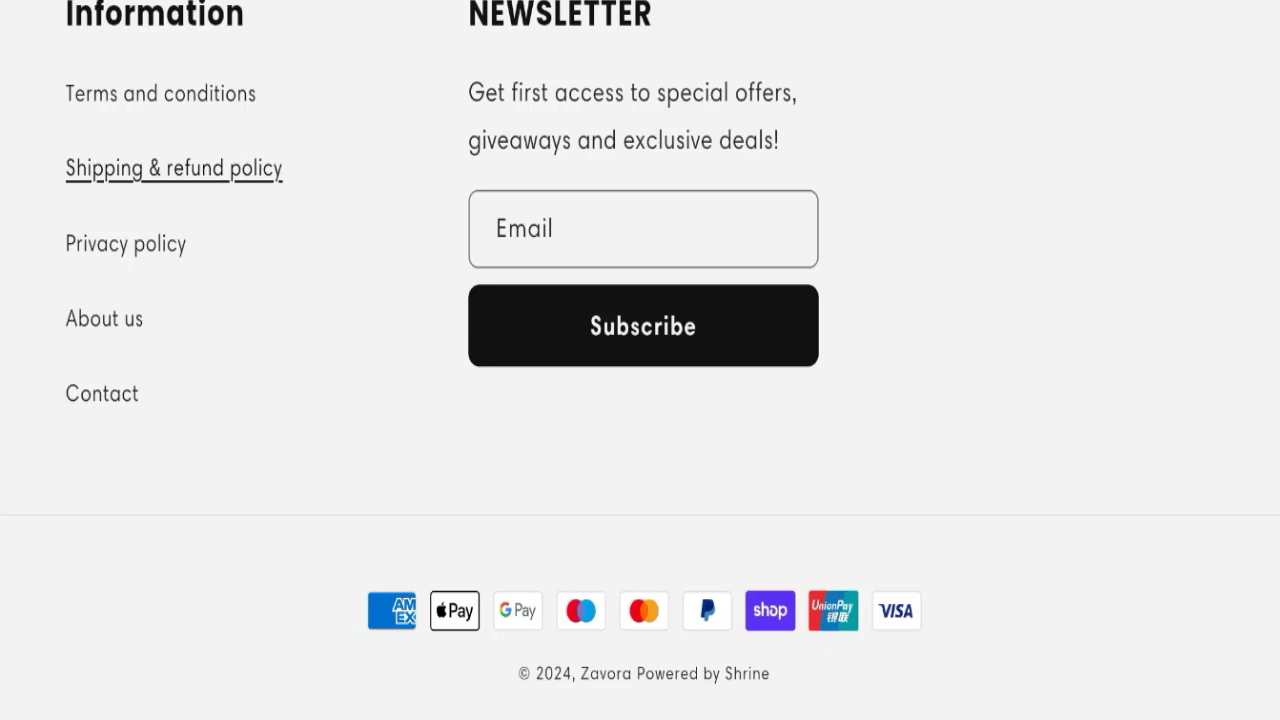 Information
Terms and conditions
Shipping & refund policy
Privacy policy
About us
Contact
NEWSLETTER
Get first access to special offers,
giveaways and exclusive deals!
Email
Subscribe
AM
EX
Pay
G Pay
shop
UnionPay
银联
VISA
© 2024, Zavora Powered by Shrine